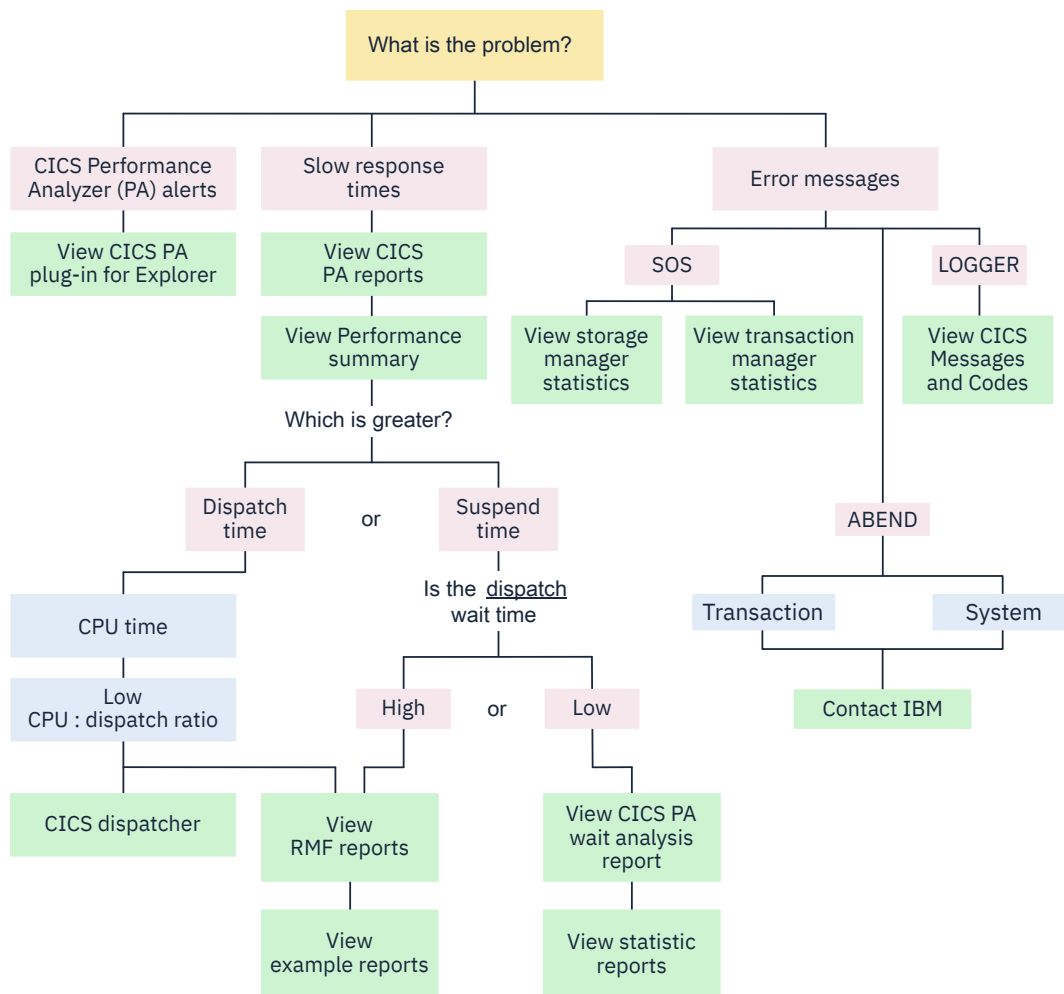 What is the problem?
CICS Performance
Analyzer (PA) alerts
Slow response
times
Error messages
View CICS PA
plug-in for Explorer
View CICS
PA reports
SOS
LOGGER
View Performance
summary
View storage
manager
statistics
View transaction
manager
statistics
View CICS
Messages
and Codes
Which is greater?
Dispatch
time
or
Suspend
time
ABEND
Is the dispatch
wait time
CPU time
Transaction
System
Low
CPU : dispatch ratio
High
or
Low
Contact IBM
CICS dispatcher
View
RMF reports
View CICS PA
wait analysis
report
View
example reports
View statistic
reports